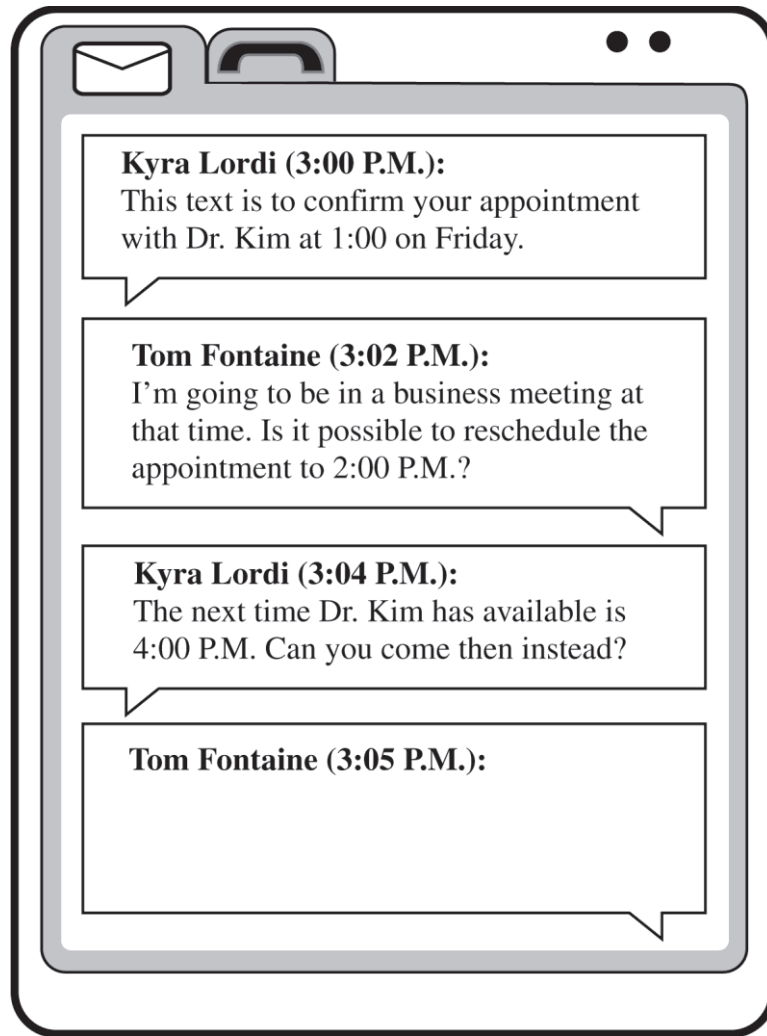 Kyra Lordi (3:00 P.M.):
This text is to confirm your appointment
with Dr. Kim at 1:00 on Friday.
Tom Fontaine (3:02 P.M.):
I’m going to be in a business meeting at
that time. Is it possible to reschedule the
appointment to 2:00 P.M.?
Kyra Lordi (3:04 P.M.):
The next time Dr. Kim has available is
4:00 P.M. Can you come then instead?
Tom Fontaine (3:05 P.M.):